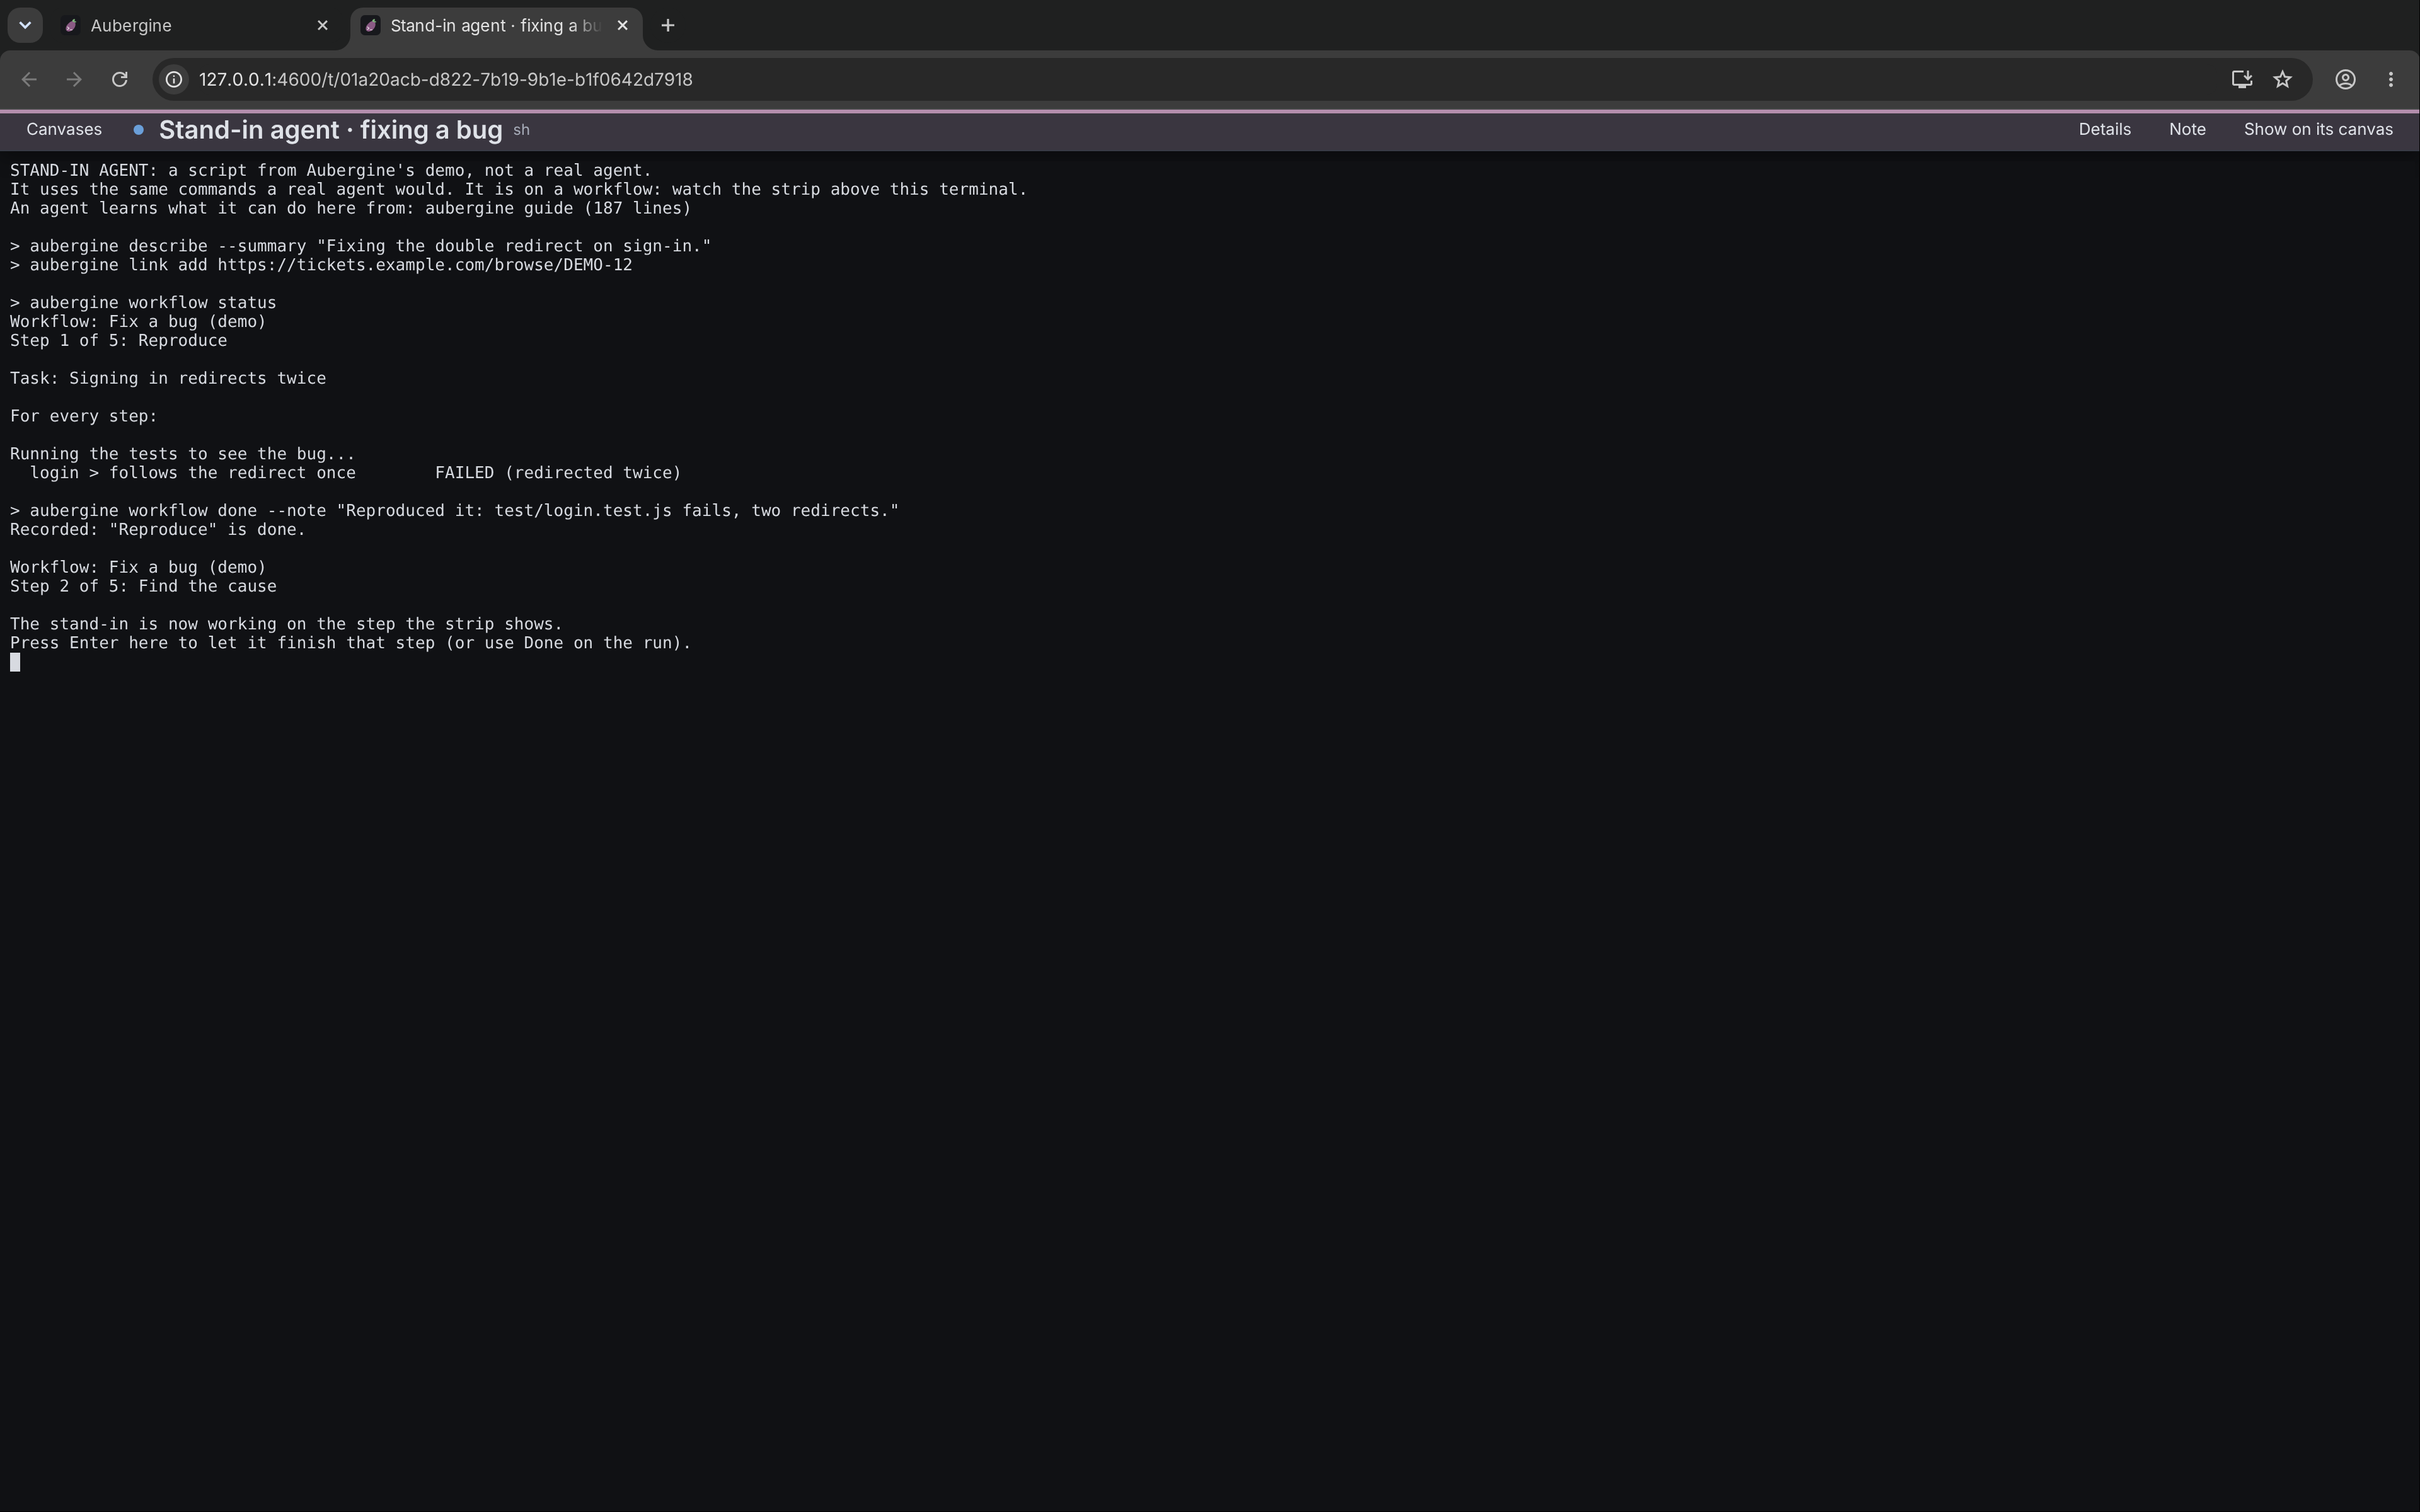 Aubergine
Stand-in agent · fixing a bu
127.0.0.1:4600/t/01a20acb-d822-7b19-9b1e-b1f0642d7918
Canvases
Stand-in agent · fixing a bug sh
Details Note Show on its canvas
STAND-IN AGENT: a script from Aubergine's demo, not a real agent.
It uses the same commands a real agent would. It is on a workflow: watch the strip above this terminal.
An agent learns what it can do here from: aubergine guide (187 lines)
> aubergine describe --summary "Fixing the double redirect on sign-in."
> aubergine link add https://tickets.example.com/browse/DEMO-12
> aubergine workflow status
Workflow: Fix a bug (demo)
Step 1 of 5: Reproduce
Task: Signing in redirects twice
For every step:
Running the tests to see the bug...
login > follows the redirect once FAILED (redirected twice)
> aubergine workflow done --note "Reproduced it: test/login.test.js fails, two redirects."
Recorded: "Reproduce" is done.
Workflow: Fix a bug (demo)
Step 2 of 5: Find the cause
The stand-in is now working on the step the strip shows.
Press Enter here to let it finish that step (or use Done on the run).